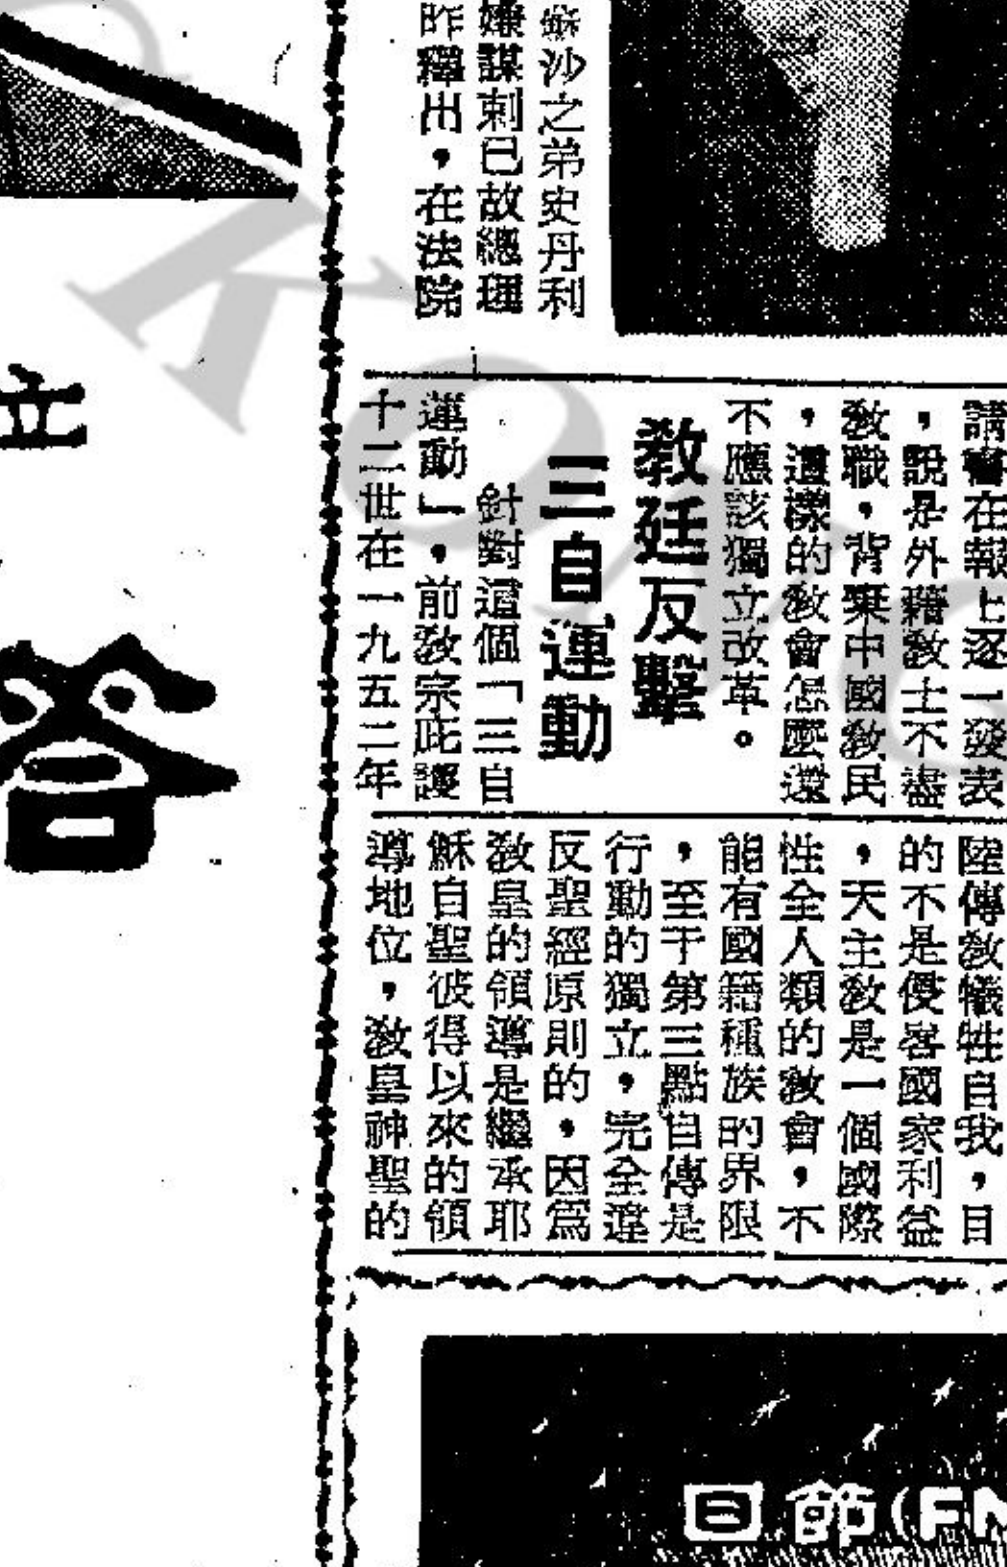 蘇沙之弟史丹利
嫌謀刺已故總理
昨釋出，在法院
請書在報上逐一發表
，說是外籍教士不盡
教職，背棄中國教民
，這樣的教會怎麼還
不應該獨立改革。
教廷反擊
三自運動
針對這個「三自
運動」，前教宗庇護
十二世在一九五二年
陸傳教犧牲自我，目
的不是侵害國家利益
，天主教是一個國際
性全人類的教會，不
能有國籍種族的界限
，至于第三點自傳是
行動的獨立，完全違
反聖經原則的，因爲
教皇的領導是繼承耶
穌自聖彼得以來的領
導地位，教皇神聖的
立
答
日節(FM
KONG